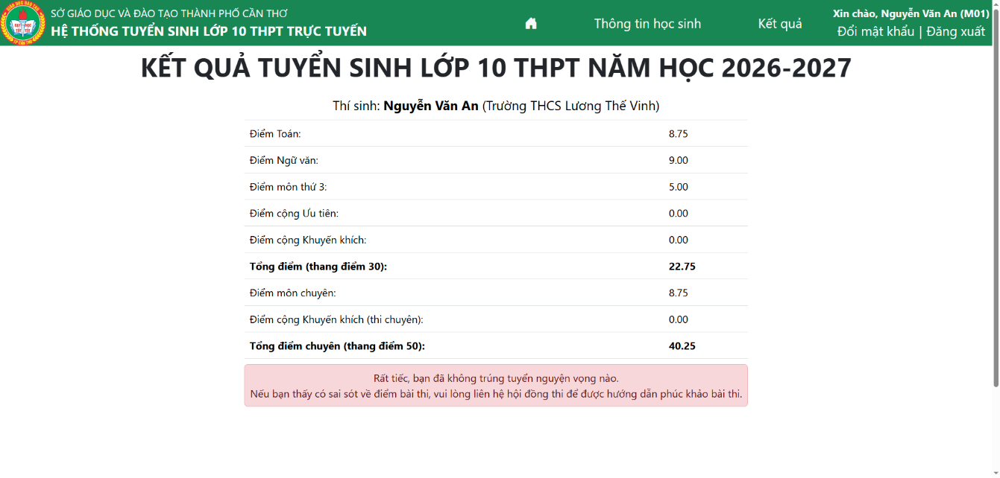 SỞ GIÁO DỤC VÀ ĐÀO TẠO THÀNH PHỐ CẦN THƠ
HỆ THỐNG TUYỂN SINH LỚP 10 THPT TRỰC TUYẾN
Thông tin học sinh
Kết quả
Xin chào, Nguyễn Văn An (M01)
Đổi mật khẩu | Đăng xuất
KẾT QUẢ TUYỂN SINH LỚP 10 THPT NĂM HỌC 2026-2027
Thí sinh: Nguyễn Văn An (Trường THCS Lương Thế Vinh)
Điểm Toán: 8.75
Điểm Ngữ văn: 9.00
Điểm môn thứ 3: 5.00
Điểm cộng Ưu tiên: 0.00
Điểm cộng Khuyến khích: 0.00
Tổng điểm (thang điểm 30): 22.75
Điểm môn chuyên: 8.75
Điểm cộng Khuyến khích (thi chuyên): 0.00
Tổng điểm chuyên (thang điểm 50): 40.25
Rất tiếc, bạn đã không trúng tuyển nguyện vọng nào.
Nếu bạn thấy có sai sót về điểm bài thi, vui lòng liên hệ hội đồng thi để được hướng dẫn phúc khảo bài thi.